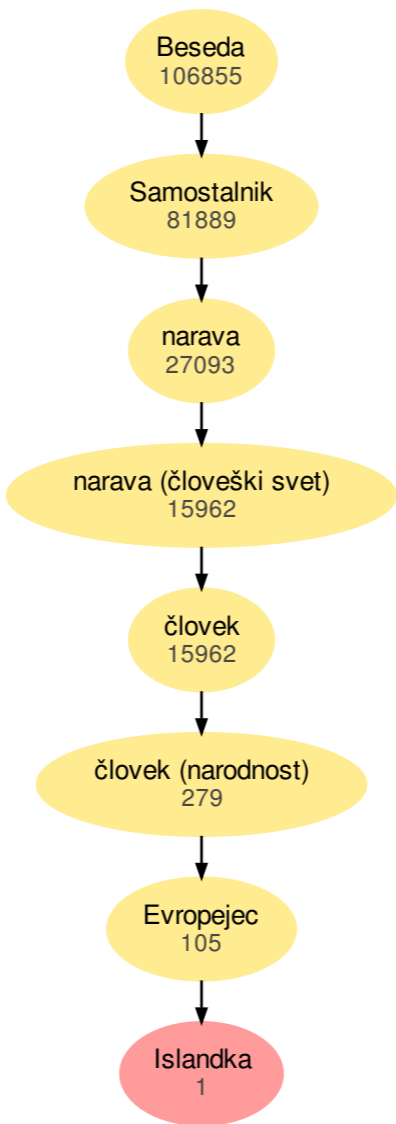 Beseda
106855
Samostalnik
81889
narava
27093
narava (človeški svet)
15962
človek
15962
človek (narodnost)
279
Evropejec
105
Islandka
1